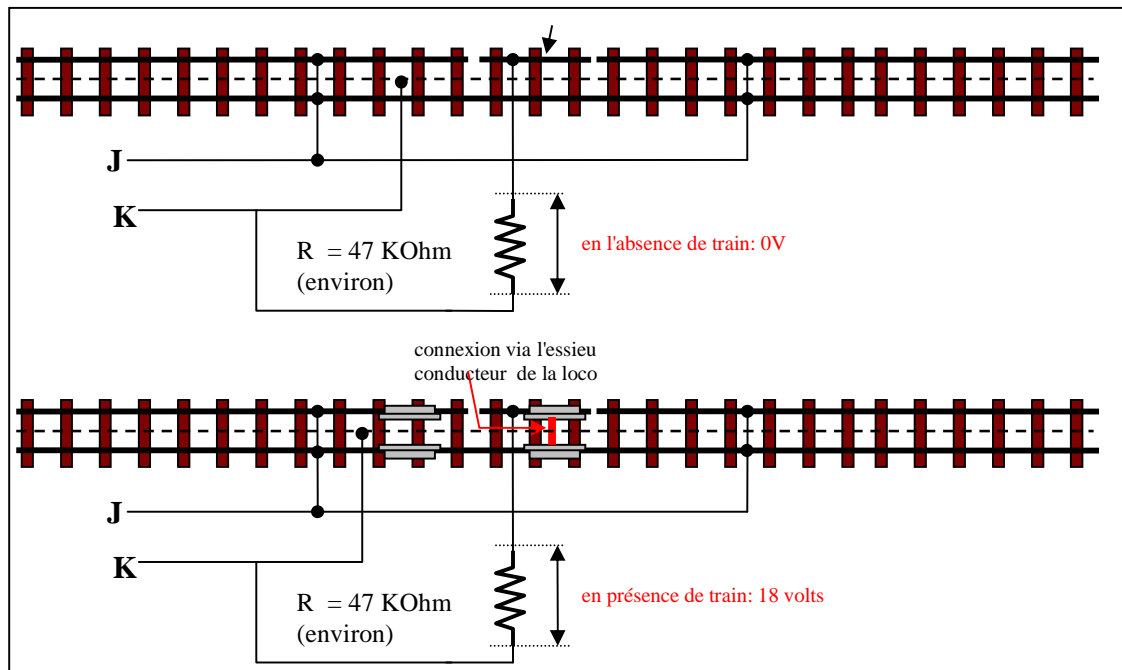 J
K
R = 47 KOhm
(environ)
en l'absence de train: 0V
connexion via l'essieu
conducteur de la loco
J
K
R = 47 KOhm
(environ)
en présence de train: 18 volts